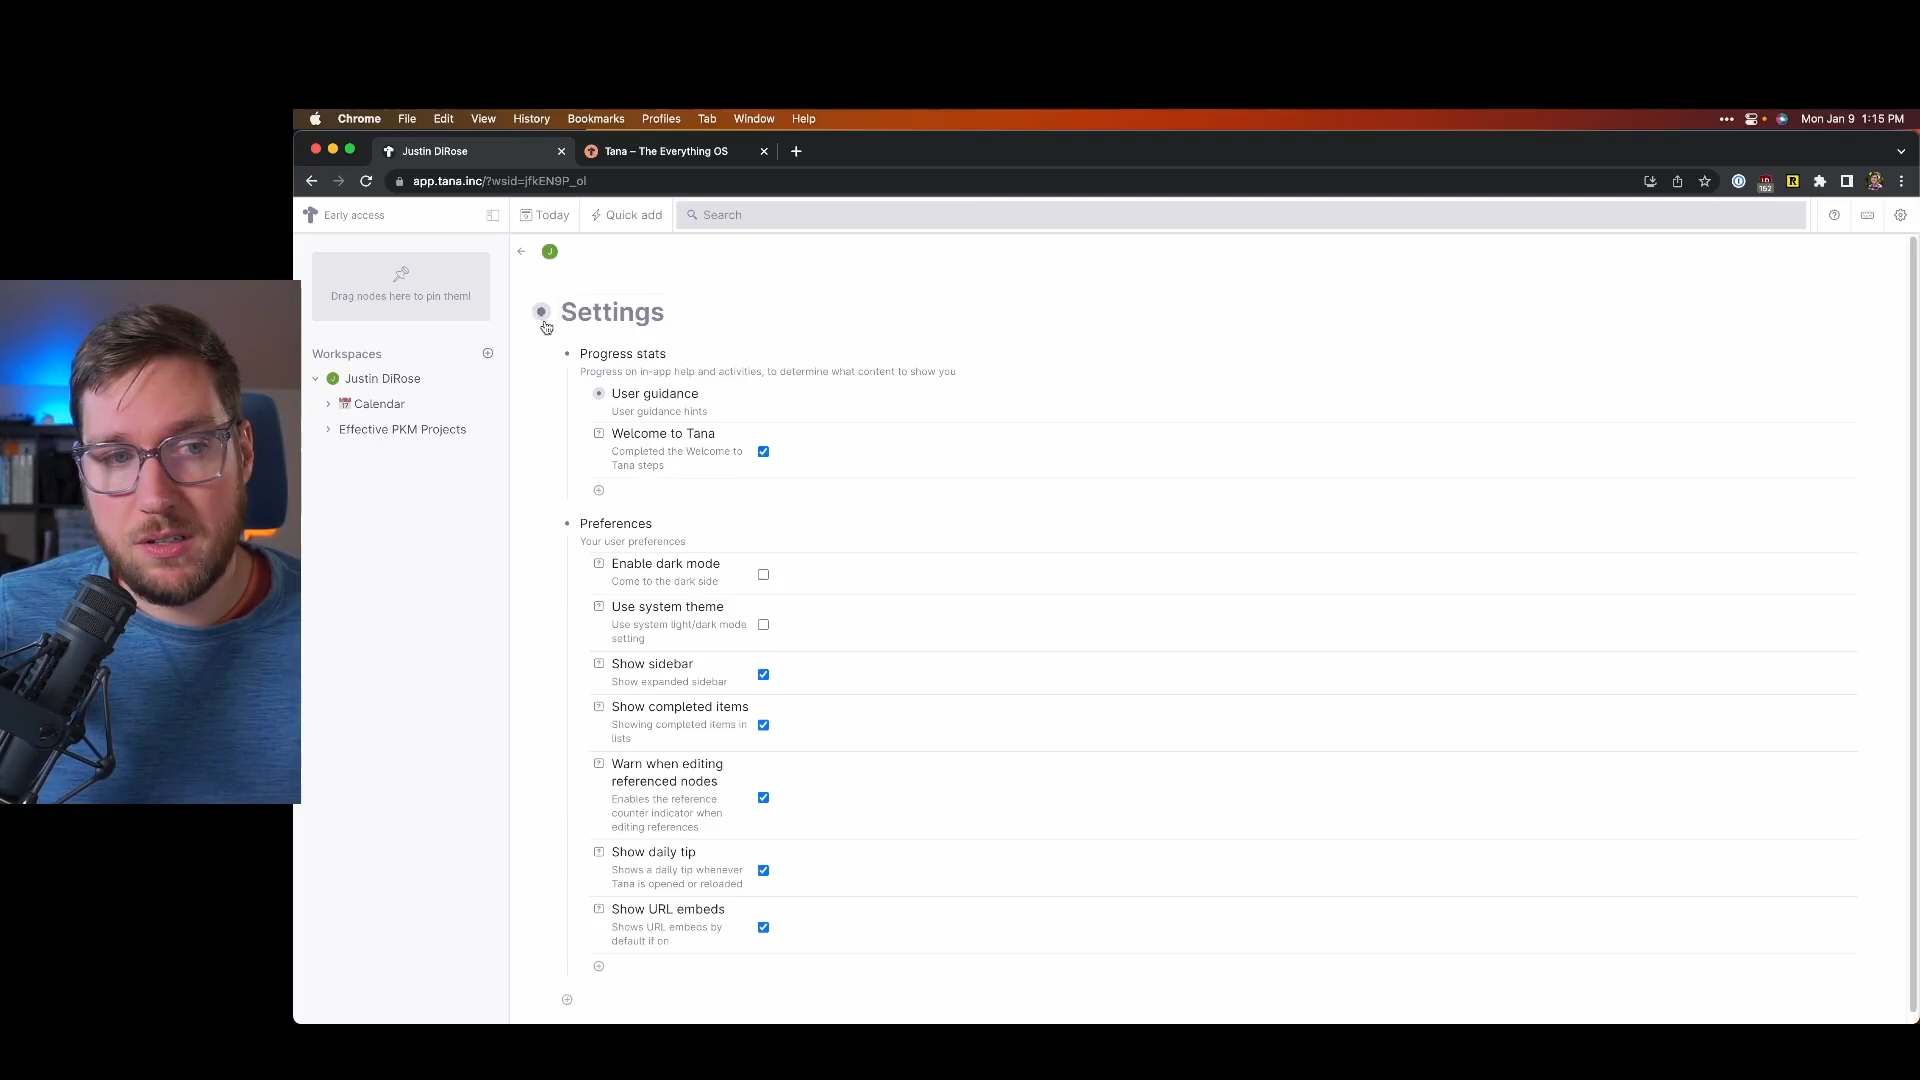 Chrome File Edit View History Bookmarks Profiles Tab Window Help
Mon Jan 9 1:15 PM
Justin DiRose
Tana – The Everything OS
app.tana.inc/?wsid=jfkEN9P_ol
152
Early access
Today
Quick add
Search
J
Drag nodes here to pin them!
Workspaces
J Justin DiRose
17 Calendar
Effective PKM Projects
Settings
Progress stats
Progress on in-app help and activities, to determine what content to show you
User guidance
User guidance hints
Welcome to Tana
Completed the Welcome to
Tana steps
Preferences
Your user preferences
Enable dark mode
Come to the dark side
Use system theme
Use system light/dark mode
setting
Show sidebar
Show expanded sidebar
Show completed items
Showing completed items in
lists
Warn when editing
referenced nodes
Enables the reference
counter indicator when
editing references
Show daily tip
Shows a daily tip whenever
Tana is opened or reloaded
Show URL embeds
Shows URL embeds by
default if on